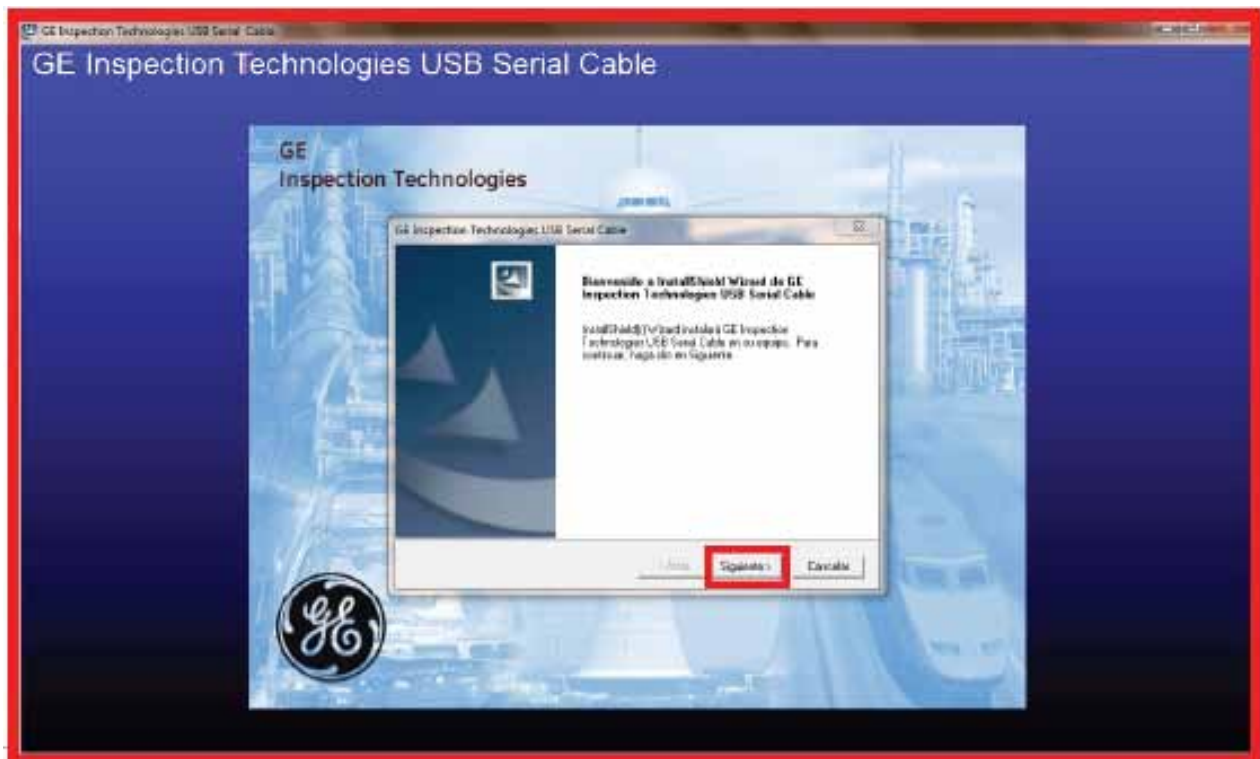 GE Inspection Technologies USB Serial Cable
GE Inspection Technologies USB Serial Cable
GE
Inspection Technologies
GE Inspection Technologies USB Serial Cable
Bienvenido a InstallShield Wizard de GE
Inspection Technologies USB Serial Cable
InstallShield(r) Wizard instalará GE Inspection
Technologies USB Serial Cable en su equipo. Para
continuar, haga clic en Siguiente.
Siguiente >
Cancelar
GE